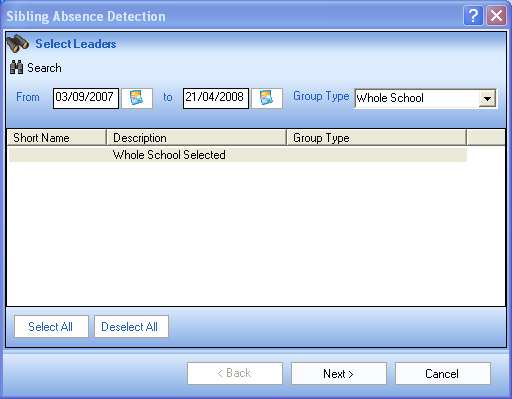 Sibling Absence Detection
Select Leaders
Search
From 03/09/2007 to 21/04/2008 Group Type Whole School
Short Name Description Group Type
Whole School Selected
Select All Deselect All
< Back Next > Cancel